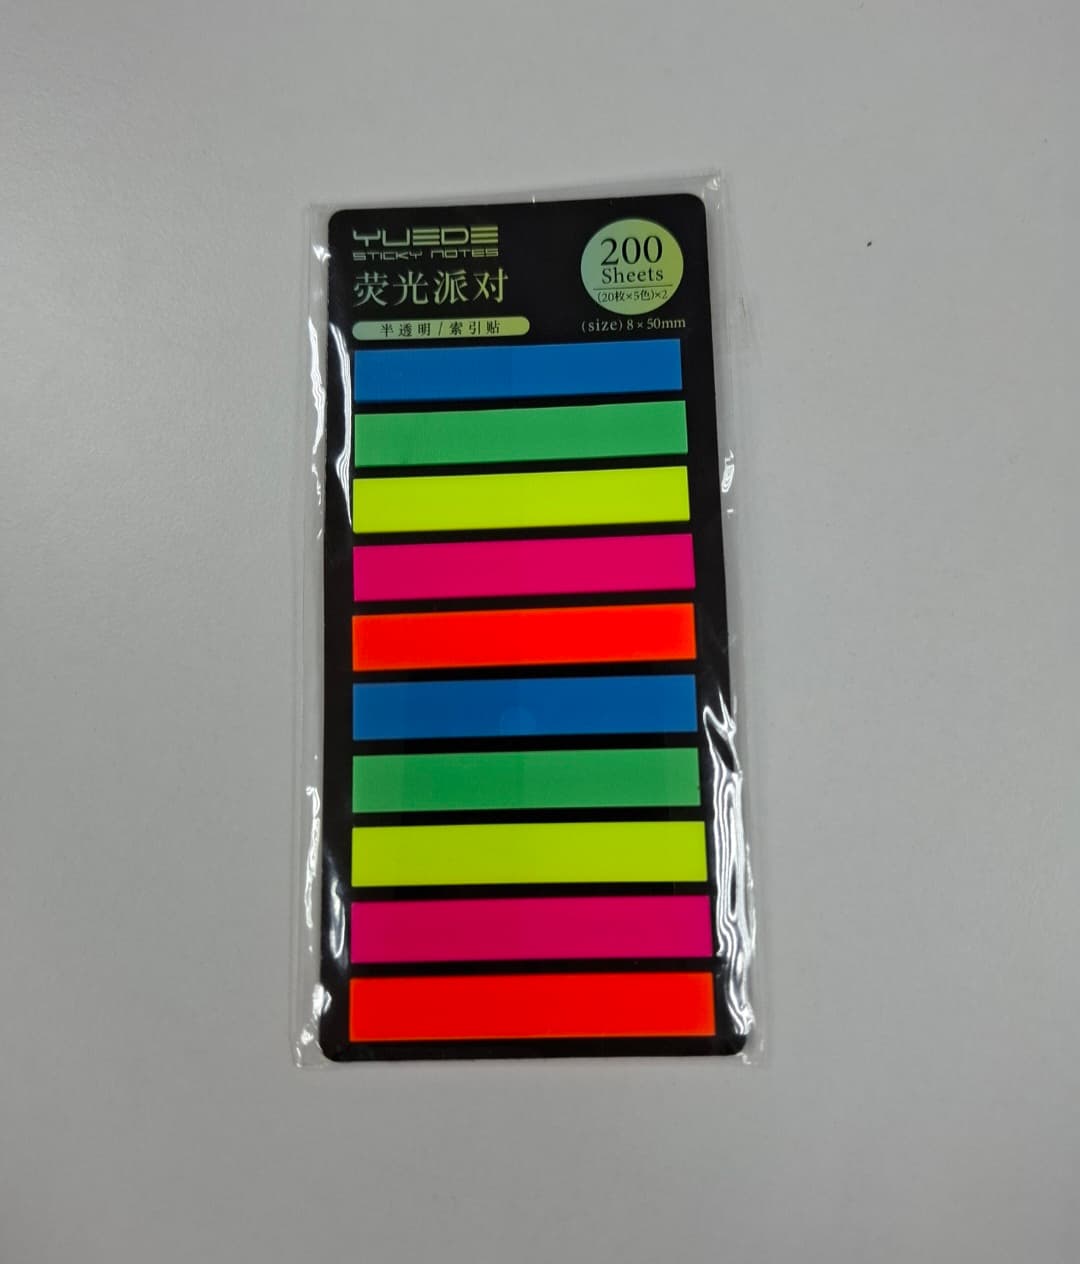 YUEDE
STICKY NOTES
荧光派对
半透明/索引贴
200
Sheets
(20枚×5色)×2
(size) 8×50mm